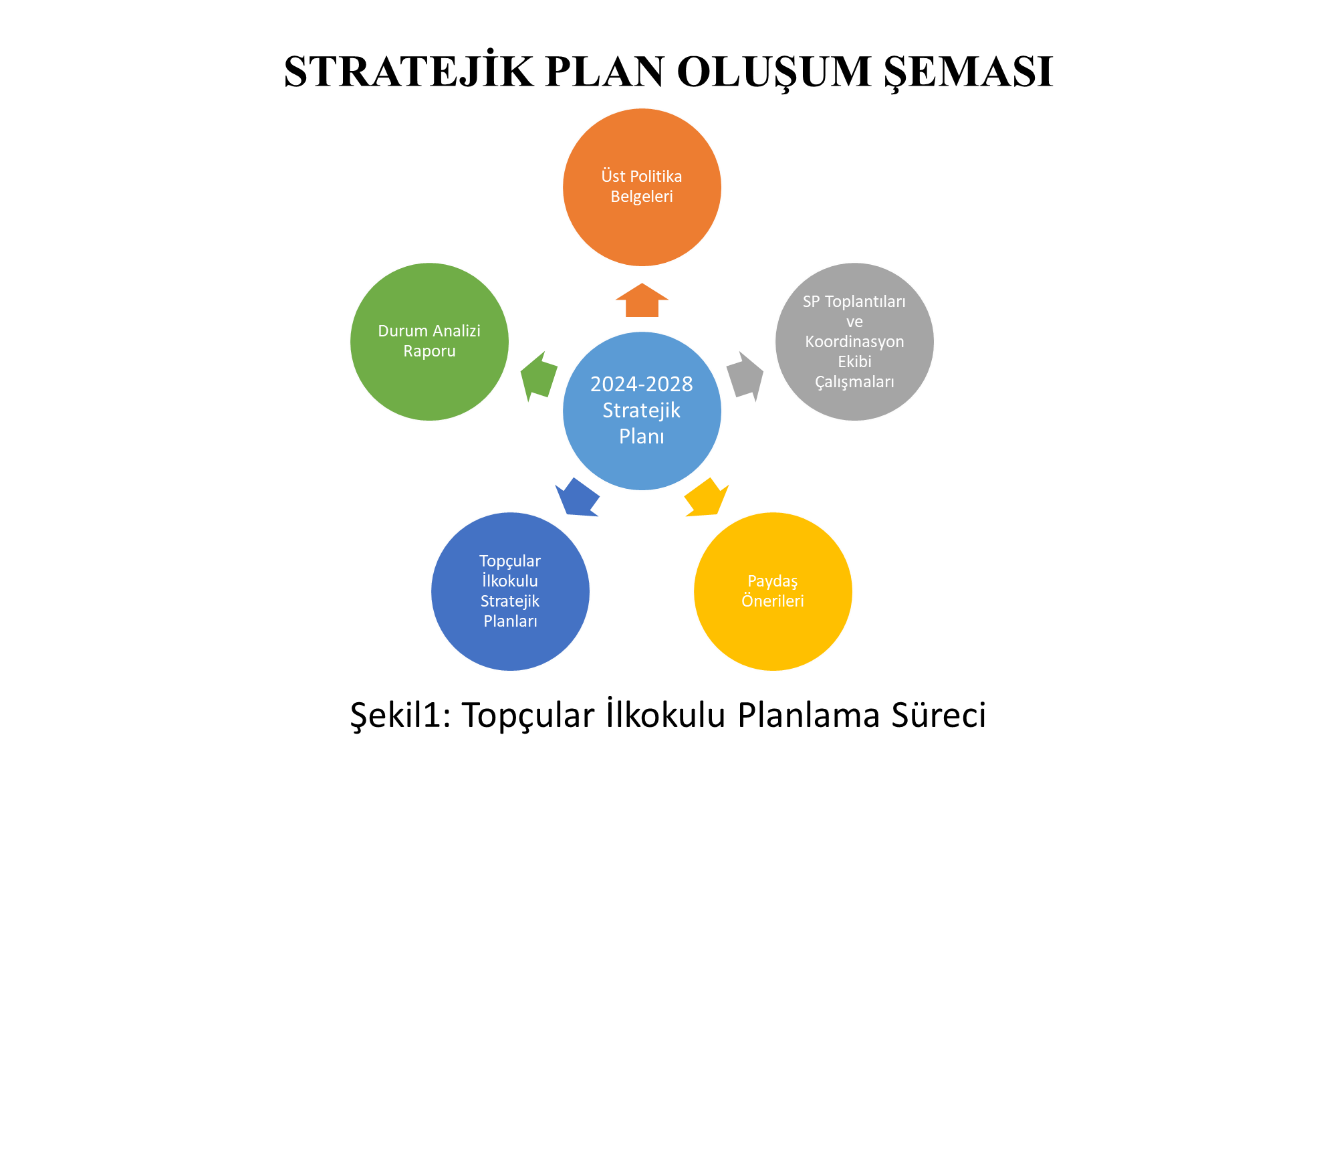 STRATEJİK PLAN OLUŞUM ŞEMASI
Üst Politika
Belgeleri
SP Toplantıları
ve
Koordinasyon
Ekibi
Çalışmaları
Durum Analizi
Raporu
2024-2028
Stratejik
Planı
Topçular
İlkokulu
Stratejik
Planları
Paydaş
Önerileri
Şekil1: Topçular İlkokulu Planlama Süreci